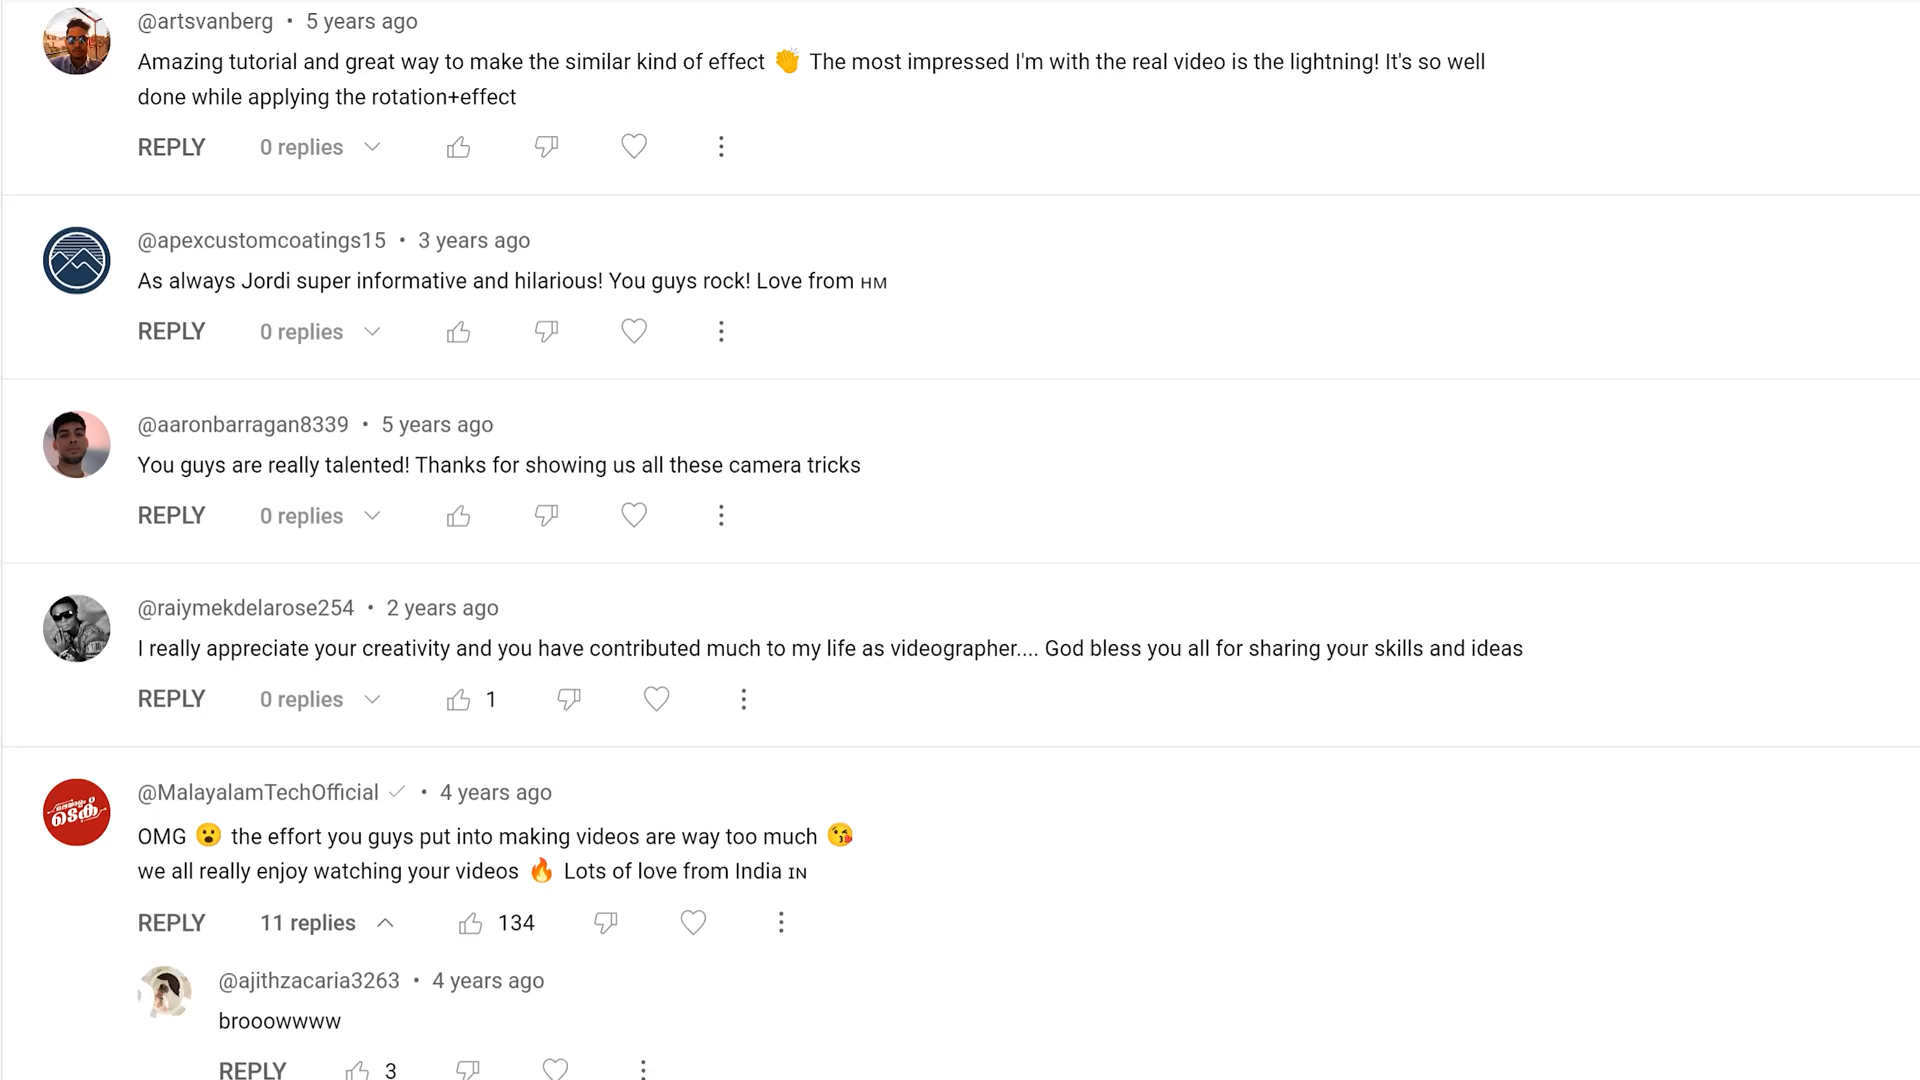 @artsvanberg • 5 years ago
Amazing tutorial and great way to make the similar kind of effect 👏 The most impressed I'm with the real video is the lightning! It's so well
done while applying the rotation+effect
REPLY 0 replies
@apexcustomcoatings15 • 3 years ago
As always Jordi super informative and hilarious! You guys rock! Love from ʜᴍ
REPLY 0 replies
@aaronbarragan8339 • 5 years ago
You guys are really talented! Thanks for showing us all these camera tricks
REPLY 0 replies
@raiymekdelarose254 • 2 years ago
I really appreciate your creativity and you have contributed much to my life as videographer.... God bless you all for sharing your skills and ideas
REPLY 0 replies 1
മലയാളം
ടെക്
@MalayalamTechOfficial ✓ • 4 years ago
OMG 😮 the effort you guys put into making videos are way too much 😘
we all really enjoy watching your videos 🔥 Lots of love from India ɪɴ
REPLY 11 replies 134
@ajithzacaria3263 • 4 years ago
brooowwww
REPLY 3